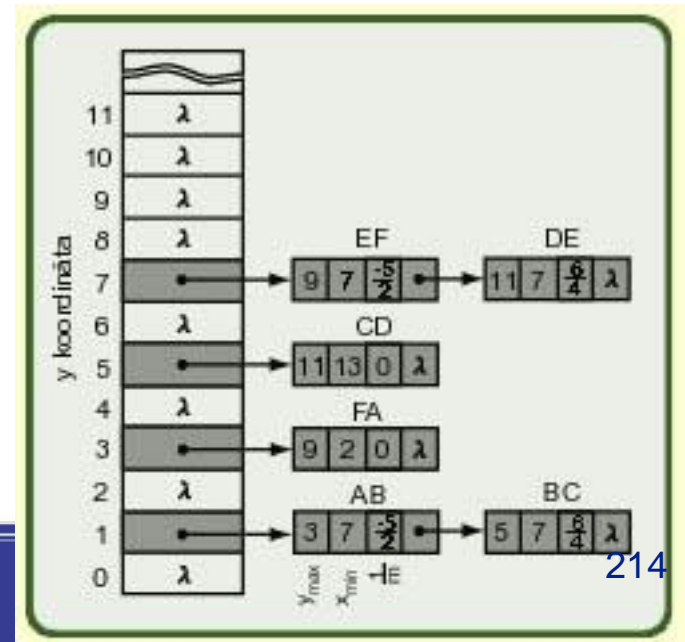 y koordināta
11 λ
10 λ
9 λ
8 λ
EF DE
7 9 7 -5/2 11 7 6/4 λ
6 λ
CD
5 11 13 0 λ
4 λ
FA
3 9 2 0 λ
2 λ
AB BC
1 3 7 -5/2 5 7 6/4 λ
0 λ
ymax xmin 1/m
214